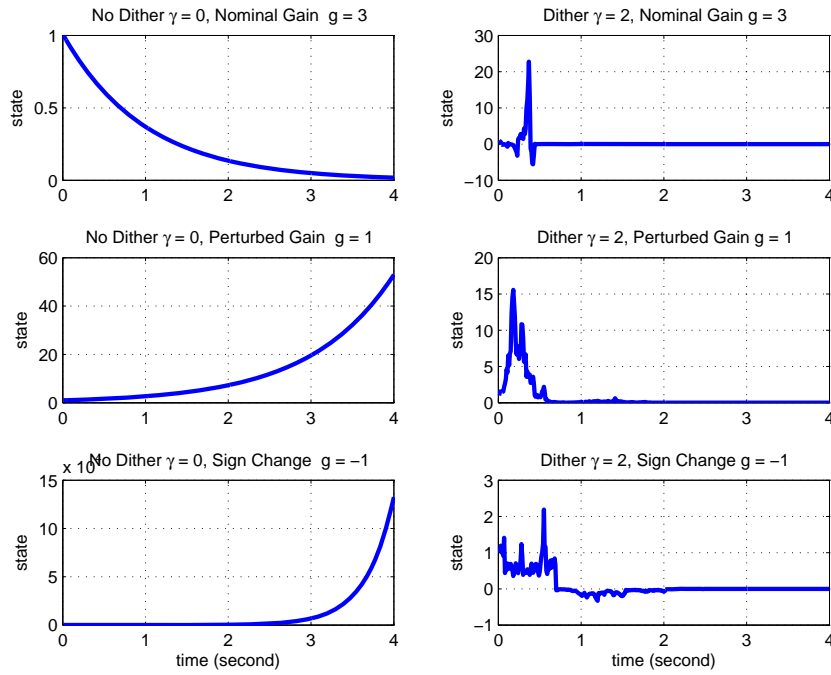 No Dither γ = 0, Nominal Gain g = 3
1
0.5
0
state
0 1 2 3 4
Dither γ = 2, Nominal Gain g = 3
30
20
10
0
−10
state
0 1 2 3 4
No Dither γ = 0, Perturbed Gain g = 1
60
40
20
0
state
0 1 2 3 4
Dither γ = 2, Perturbed Gain g = 1
20
15
10
5
0
state
0 1 2 3 4
No Dither γ = 0, Sign Change g = −1
x 10
15
10
5
0
state
0 1 2 3 4
time (second)
Dither γ = 2, Sign Change g = −1
3
2
1
0
−1
state
0 1 2 3 4
time (second)